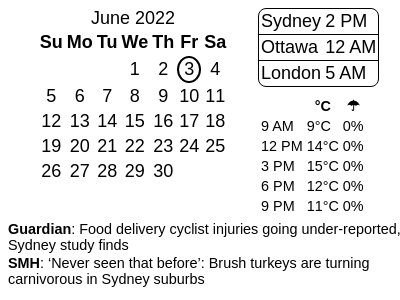 June 2022
Su Mo Tu We Th Fr Sa
1 2 3 4
5 6 7 8 9 10 11
12 13 14 15 16 17 18
19 20 21 22 23 24 25
26 27 28 29 30
Sydney 2 PM
Ottawa 12 AM
London 5 AM
°C ☂
9 AM 9°C 0%
12 PM 14°C 0%
3 PM 15°C 0%
6 PM 12°C 0%
9 PM 11°C 0%
Guardian: Food delivery cyclist injuries going under-reported,
Sydney study finds
SMH: ‘Never seen that before’: Brush turkeys are turning
carnivorous in Sydney suburbs